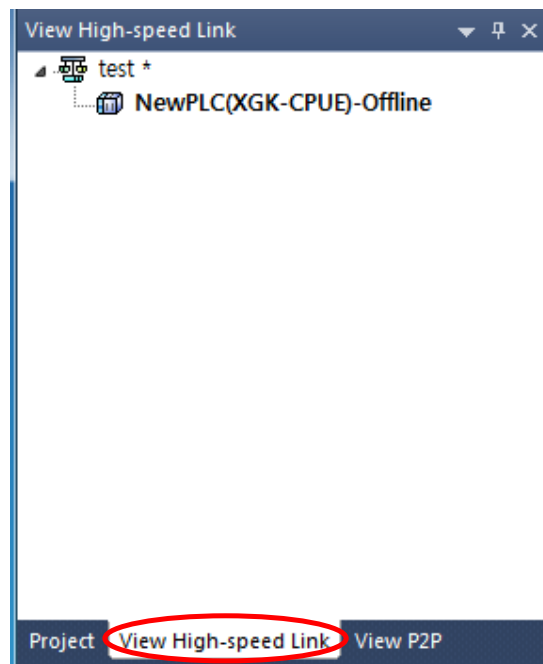 View High-speed Link
test *
NewPLC(XGK-CPUE)-Offline
Project View High-speed Link View P2P